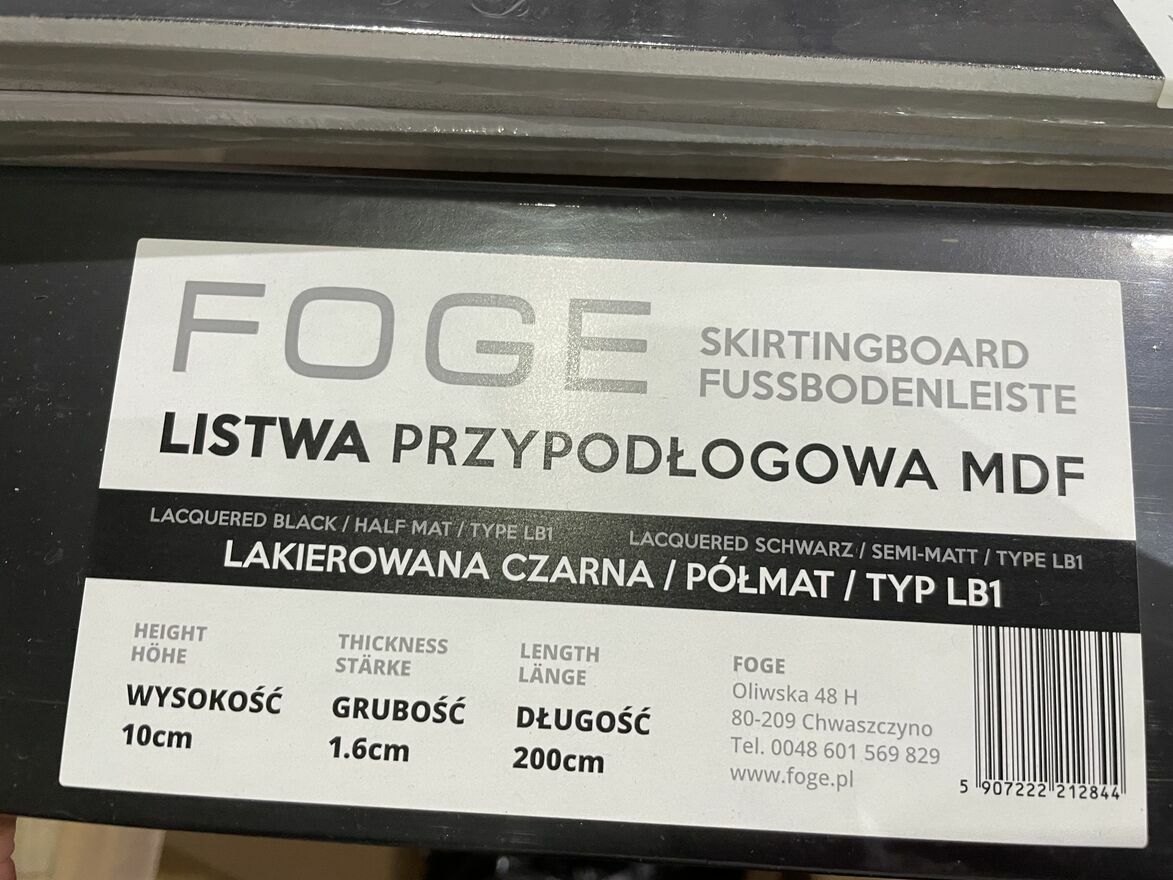 FOGE
SKIRTINGBOARD
FUSSBODENLEISTE
LISTWA PRZYPODŁOGOWA MDF
LACQUERED BLACK / HALF MAT / TYPE LB1
LACQUERED SCHWARZ / SEMI-MATT / TYPE LB1
LAKIEROWANA CZARNA / PÓŁMAT / TYP LB1
HEIGHT
HÖHE
WYSOKOŚĆ
10cm
THICKNESS
STÄRKE
GRUBOŚĆ
1.6cm
LENGTH
LÄNGE
DŁUGOŚĆ
200cm
FOGE
Oliwska 48 H
80-209 Chwaszczyno
Tel. 0048 601 569 829
www.foge.pl
5 907222 212844